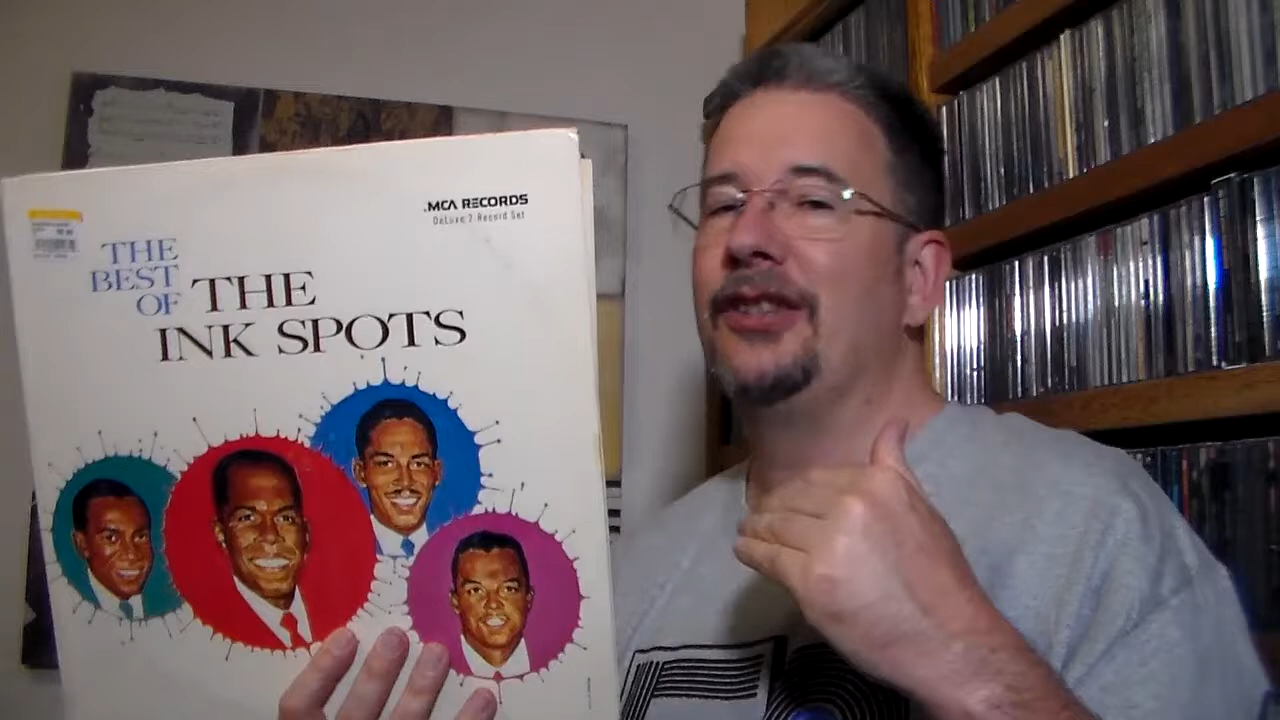 MCA RECORDS
DeLuxe 2 Record Set
THE
BEST
OF
THE
INK SPOTS